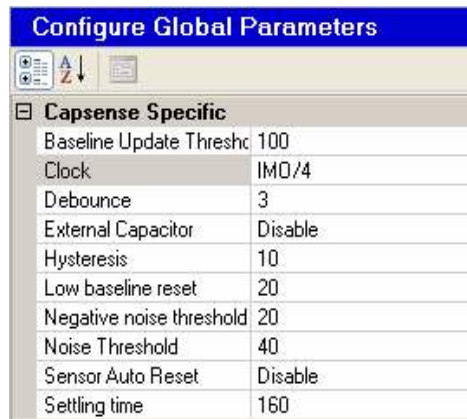 Configure Global Parameters
A Z
Capsense Specific
Baseline Update Thresho 100
Clock IMO/4
Debounce 3
External Capacitor Disable
Hysteresis 10
Low baseline reset 20
Negative noise threshold 20
Noise Threshold 40
Sensor Auto Reset Disable
Settling time 160